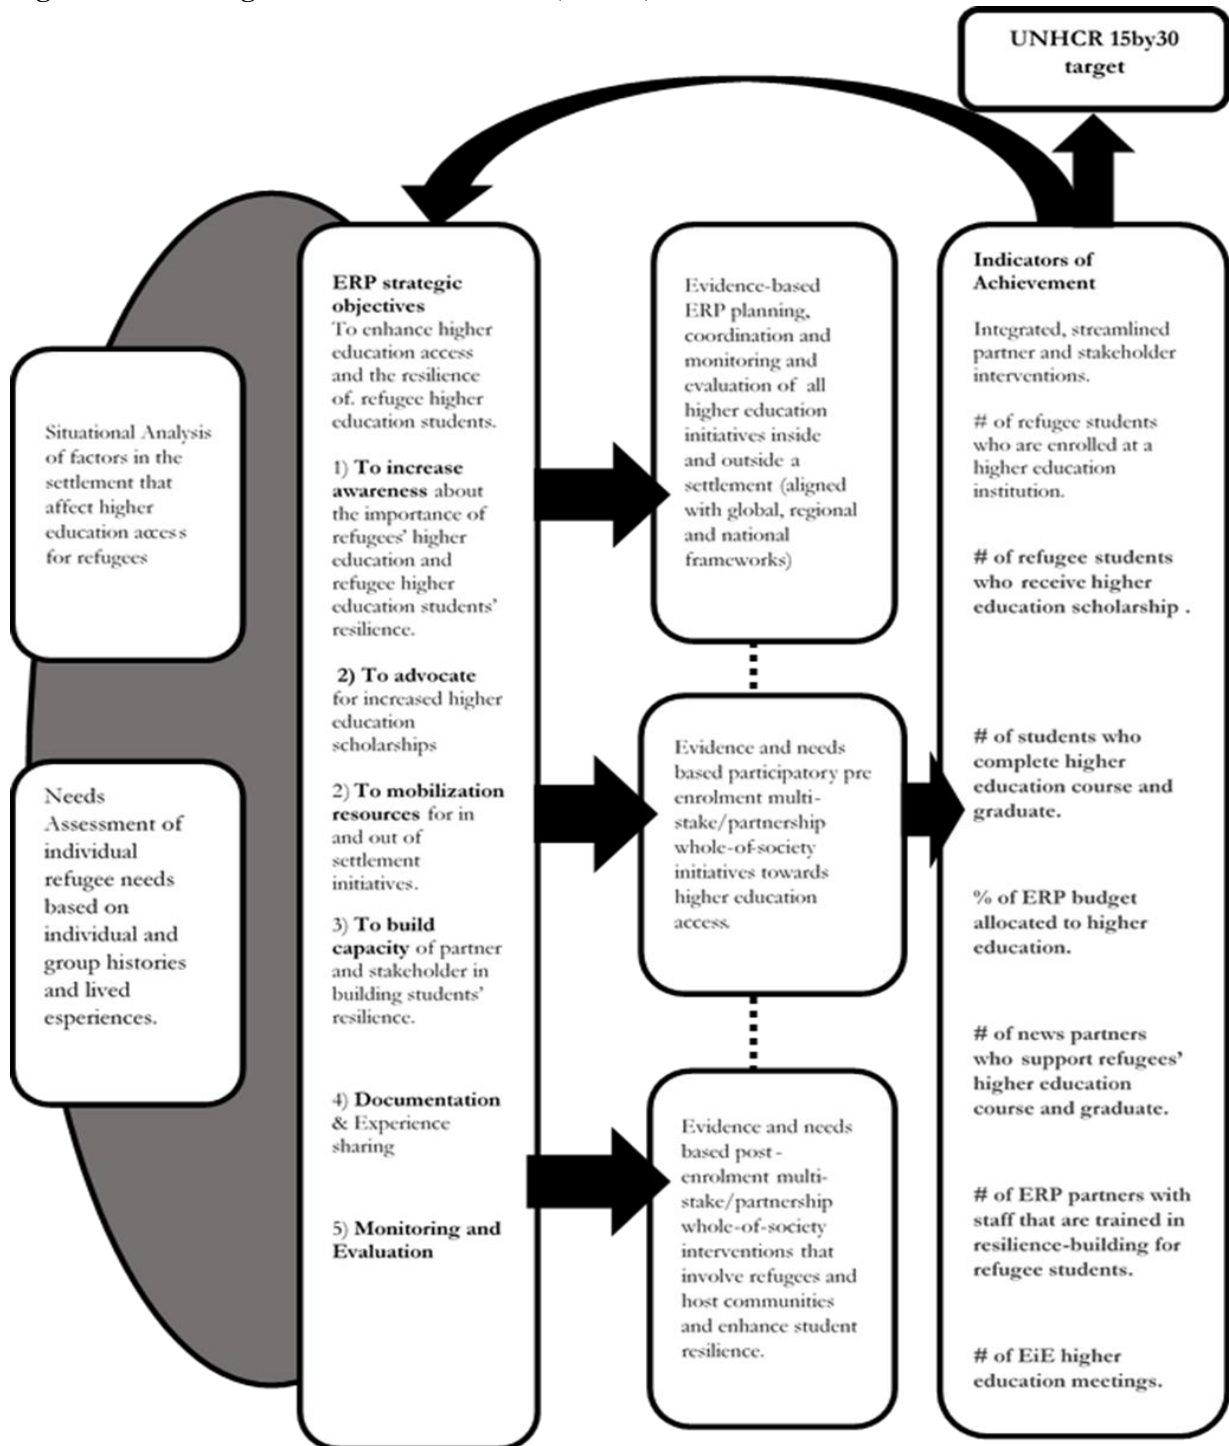 UNHCR 15by30
target
Situational Analysis
of factors in the
settlement that
affect higher
education access
for refugees
Needs
Assessment of
individual
refugee needs
based on
individual and
group histories
and lived
esperiences.
ERP strategic
objectives
To enhance higher
education access
and the resilience
of. refugee higher
education students.
1) To increase
awareness about
the importance of
refugees' higher
education and
refugee higher
education students'
resilience.
2) To advocate
for increased higher
education
scholarships
2) To mobilization
resources for in
and out of
settlement
initiatives.
3) To build
capacity of partner
and stakeholder in
building students'
resilience.
4) Documentation
& Experience
sharing
5) Monitoring and
Evaluation
Evidence-based
ERP planning,
coordination and
monitoring and
evaluation of all
higher education
initiatives inside
and outside a
settlement (aligned
with global, regional
and national
frameworks)
Evidence and needs
based participatory pre
enrolment multi-
stake/partnership
whole-of-society
initiatives towards
higher education
access.
Evidence and needs
based post-
enrolment multi-
stake/partnership
whole-of-society
interventions that
involve refugees and
host communities
and enhance student
resilience.
Indicators of
Achievement
Integrated, streamlined
partner and stakeholder
interventions.
# of refugee students
who are enrolled at a
higher education
institution.
# of refugee students
who receive higher
education scholarship .
# of students who
complete higher
education course and
graduate.
% of ERP budget
allocated to higher
education.
# of news partners
who support refugees'
higher education
course and graduate.
# of ERP partners with
staff that are trained in
resilience-building for
refugee students.
# of EiE higher
education meetings.